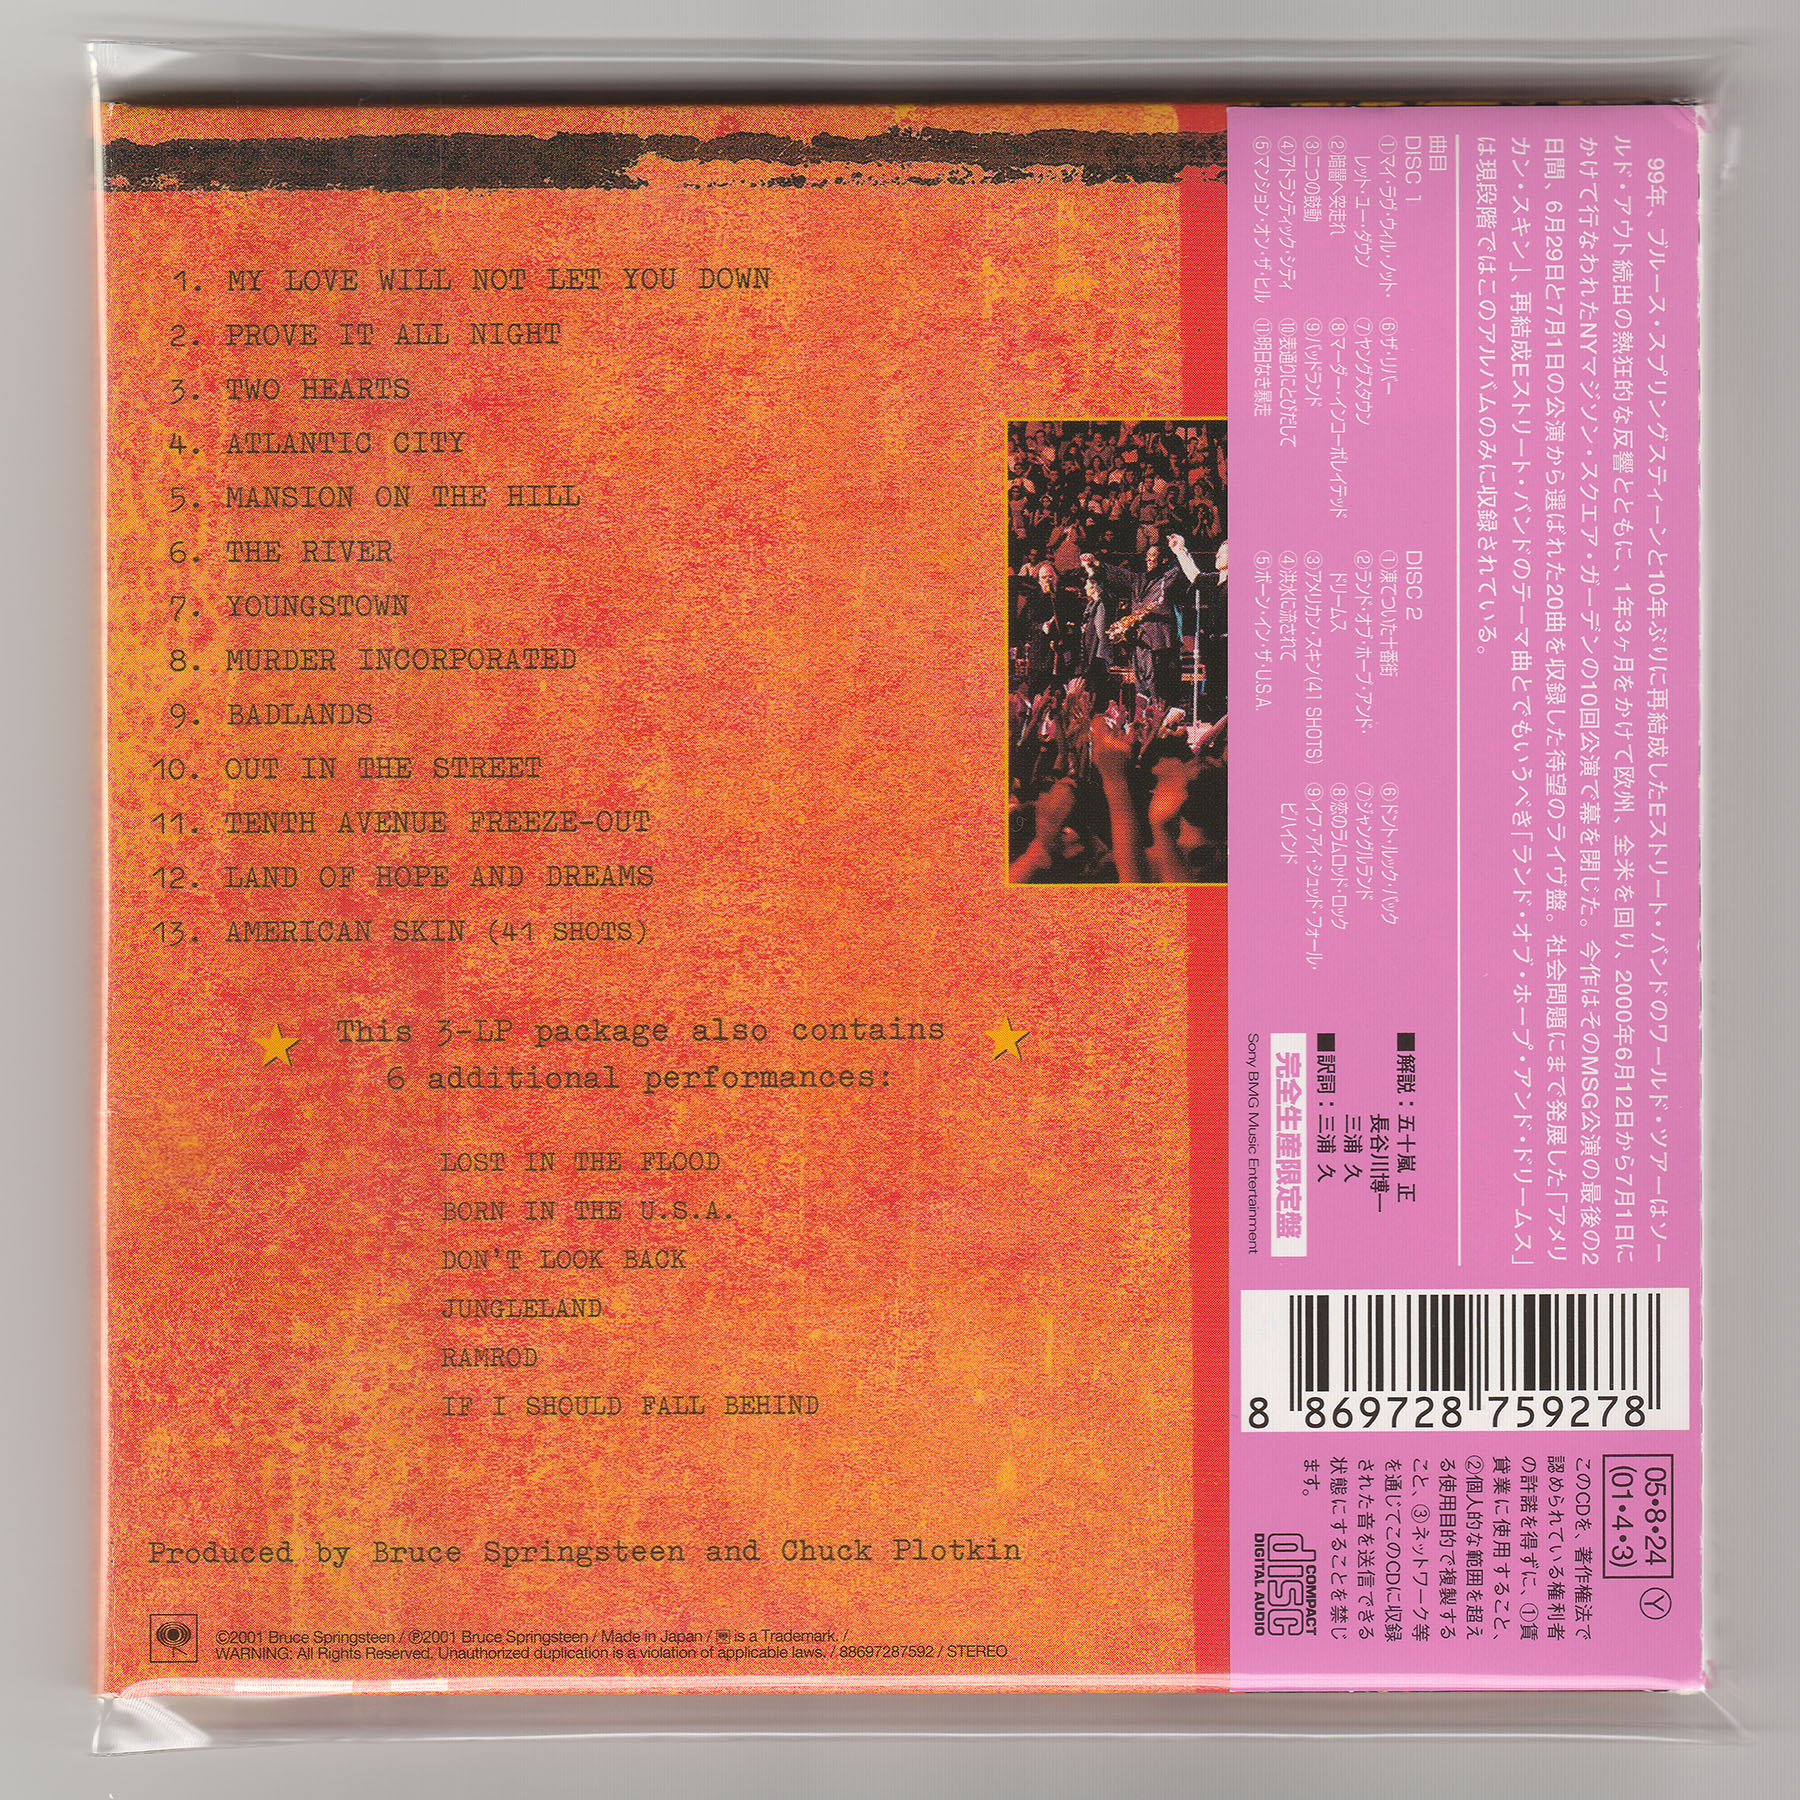 1. MY LOVE WILL NOT LET YOU DOWN
2. PROVE IT ALL NIGHT
3. TWO HEARTS
4. ATLANTIC CITY
5. MANSION ON THE HILL
6. THE RIVER
7. YOUNGSTOWN
8. MURDER INCORPORATED
9. BADLANDS
10. OUT IN THE STREET
11. TENTH AVENUE FREEZE-OUT
12. LAND OF HOPE AND DREAMS
13. AMERICAN SKIN (41 SHOTS)
This 3-LP package also contains
6 additional performances:
LOST IN THE FLOOD
BORN IN THE U.S.A.
DON'T LOOK BACK
JUNGLELAND
RAMROD
IF I SHOULD FALL BEHIND
Produced by Bruce Springsteen and Chuck Plotkin
©2001 Bruce Springsteen / ℗2001 Bruce Springsteen / Made in Japan / is a Trademark. /
WARNING: All Rights Reserved. Unauthorized duplication is a violation of applicable laws. / 88697287592 / STEREO
99年、ブルース・スプリングスティーンと10年ぶりに再結成したEストリート・バンドのワールド・ツアーはソー
ルド・アウト続出の熱狂的な反響とともに、1年3ヶ月をかけて欧州、全米を回り、2000年6月12日から7月1日に
かけて行なわれたNYマジソン・スクエア・ガーデンの10回公演で幕を閉じた。今作はそのMSG公演の最後の2
日間、6月29日と7月1日の公演から選ばれた20曲を収録した待望のライヴ盤。社会問題にまで発展した「アメリ
カン・スキン」、再結成Eストリート・バンドのテーマ曲とでもいうべき「ランド・オブ・ホープ・アンド・ドリームス」
は現段階ではこのアルバムのみに収録されている。
曲目
DISC 1
①マイ・ラヴ・ウィル・ノット・
レット・ユー・ダウン
②暗闇へ突走れ
③二つの鼓動
④アトランティック・シティ
⑤マンション・オン・ザ・ヒル
⑥ザ・リバー
⑦ヤングスタウン
⑧マーダー・インコーポレイテッド
⑨バッドランド
⑩表通りにとびだして
⑪明日なき暴走
DISC 2
①凍てついた十番街
②ランド・オブ・ホープ・アンド・
ドリームス
③アメリカン・スキン(41 SHOTS)
④洪水に流されて
⑤ボーン・イン・ザ・U.S.A.
⑥ドント・ルック・バック
⑦ジャングルランド
⑧恋のラムロッド・ロック
⑨イフ・アイ・シュッド・フォール・
ビハインド
■解説：五十嵐 正
長谷川博一
三浦 久
■訳詞：三浦 久
完全生産限定盤
Sony BMG Music Entertainment
8 869728 759278
05•8•24
(01•4•3)
Y
このCDを、著作権法で
認められている権利者
の許諾を得ずに、①賃
貸業に使用すること、
②個人的な範囲を超え
る使用目的で複製する
こと、③ネットワーク等
を通じてこのCDに収録
された音を送信できる
状態にすることを禁じ
ます。
COMPACT
disc
DIGITAL AUDIO